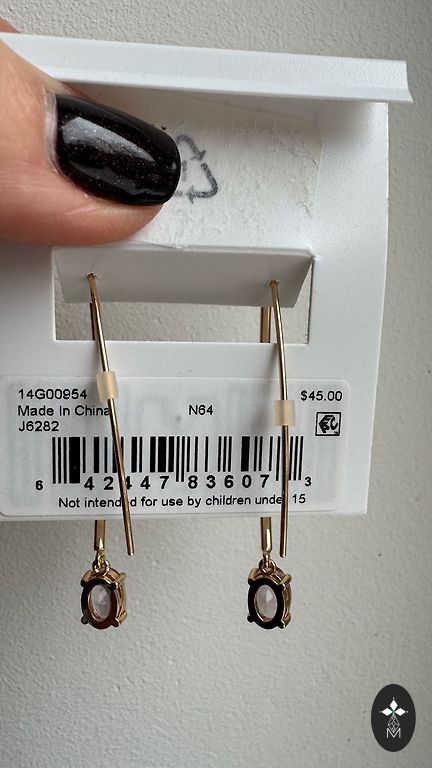 14G00954
$45.00
Made In China
N64
J6282
6 42447 83607 3
Not intended for use by children under 15
M